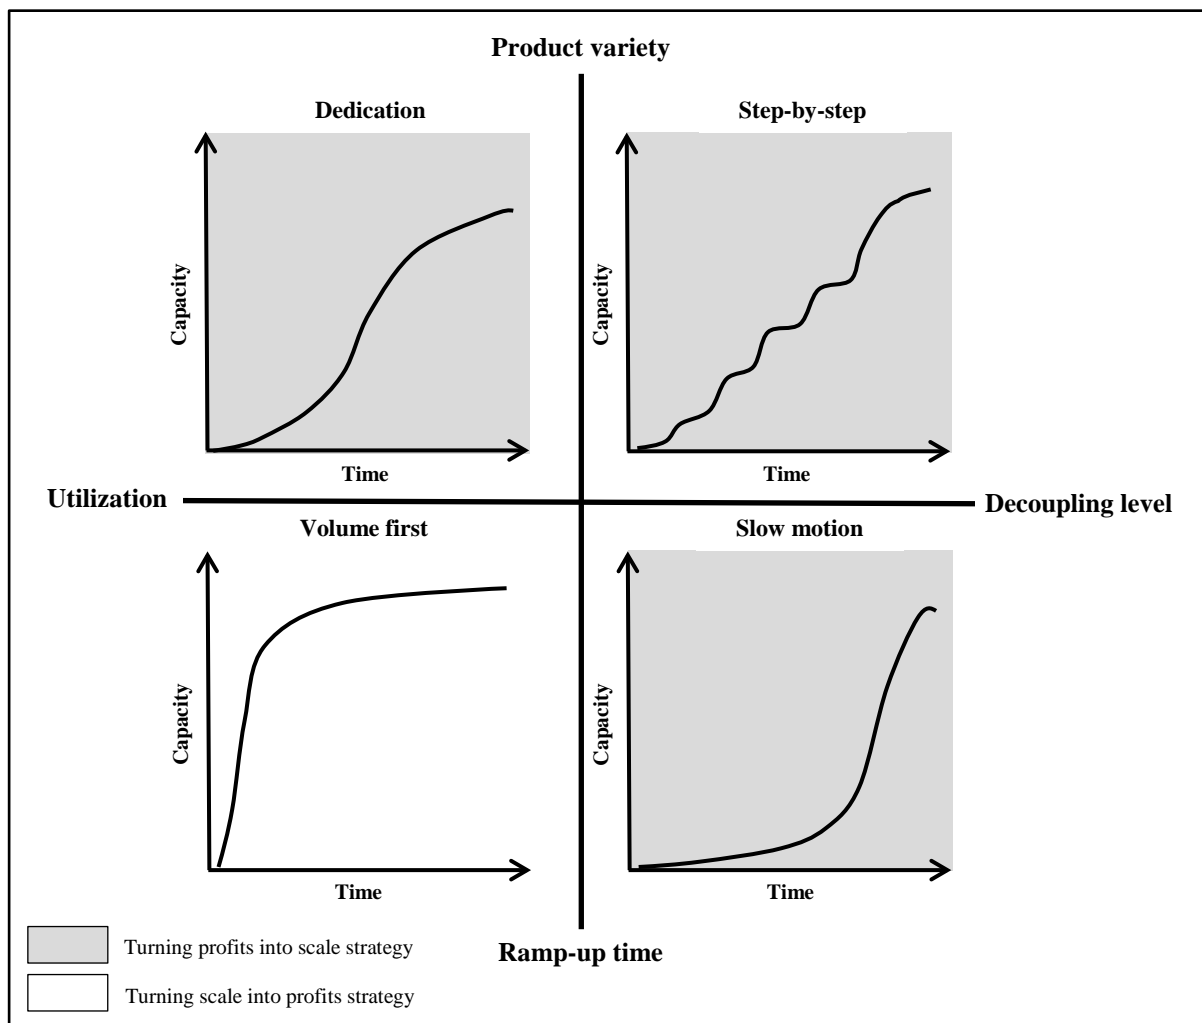 Product variety
Dedication
Step-by-step
Capacity
Capacity
Time
Time
Utilization
Decoupling level
Volume first
Slow motion
Capacity
Capacity
Time
Time
Ramp-up time
Turning profits into scale strategy
Turning scale into profits strategy